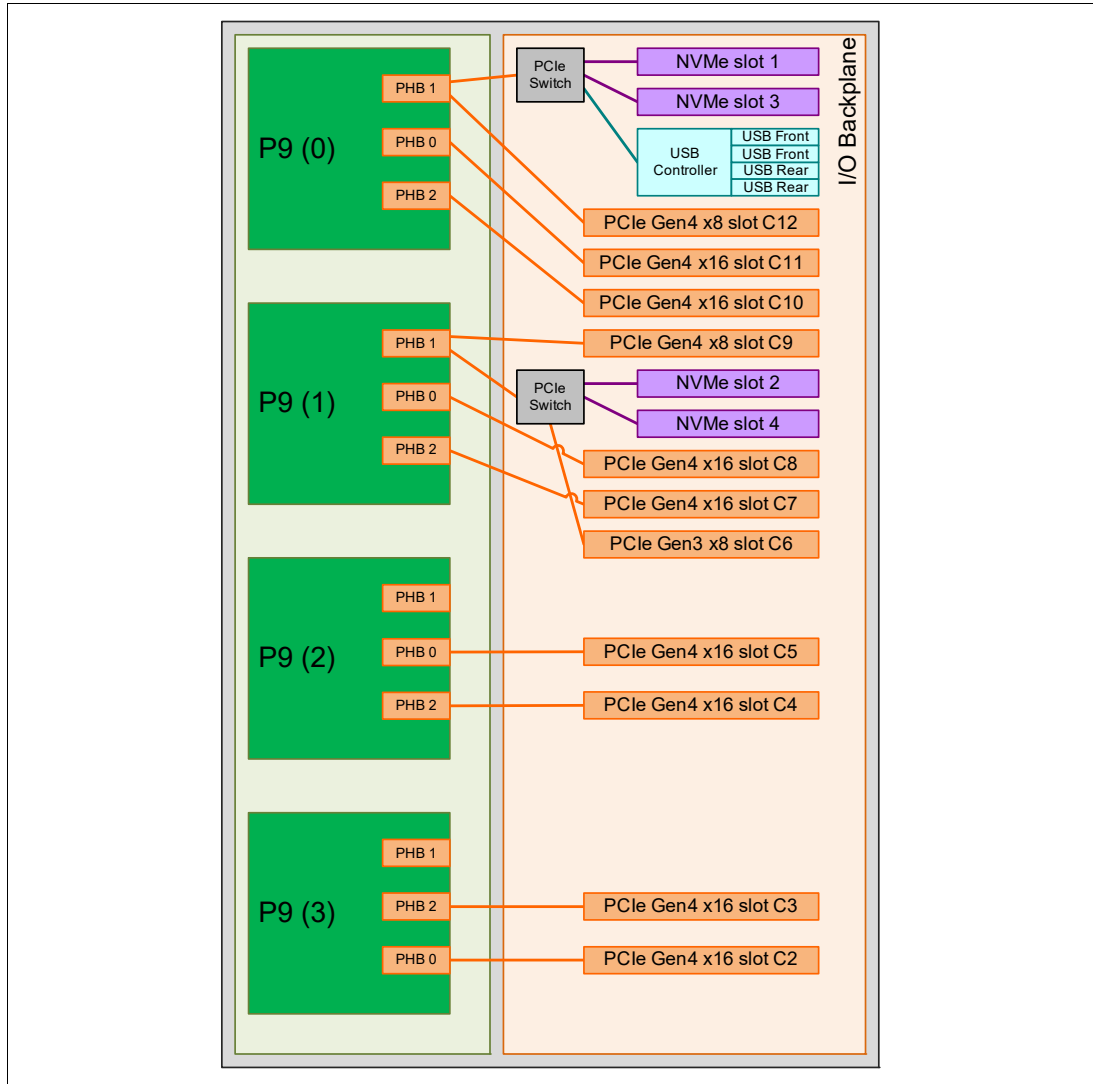 P9 (0)
PHB 1
PHB 0
PHB 2
PCIe
Switch
NVMe slot 1
NVMe slot 3
USB
Controller
USB Front
USB Front
USB Rear
USB Rear
I/O Backplane
PCIe Gen4 x8 slot C12
PCIe Gen4 x16 slot C11
PCIe Gen4 x16 slot C10
P9 (1)
PHB 1
PHB 0
PHB 2
PCIe Gen4 x8 slot C9
PCIe
Switch
NVMe slot 2
NVMe slot 4
PCIe Gen4 x16 slot C8
PCIe Gen4 x16 slot C7
PCIe Gen3 x8 slot C6
P9 (2)
PHB 1
PHB 0
PHB 2
PCIe Gen4 x16 slot C5
PCIe Gen4 x16 slot C4
P9 (3)
PHB 1
PHB 2
PHB 0
PCIe Gen4 x16 slot C3
PCIe Gen4 x16 slot C2